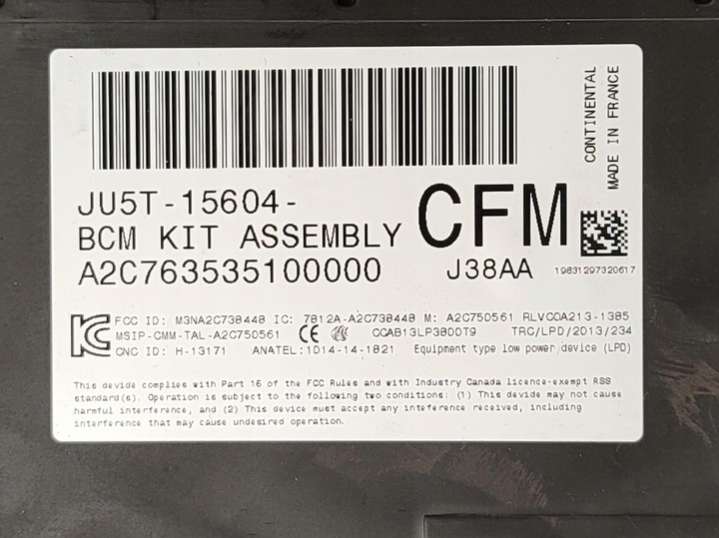 CONTINENTAL
MADE IN FRANCE
JU5T-15604-
CFM
BCM KIT ASSEMBLY
A2C763535100000
J38AA
19831297320617
FCC ID: M3NA2C738448 IC: 7812A-A2C738448 M: A2C750561 RLVCOA213-1385
MSIP-CMM-TAL-A2C750561 CE CCAB13LP3800T9 TRC/LPD/2013/234
CNC ID: H-13171 ANATEL:1014-14-1821 Equipment type low power device (LPD)
This device complies with Part 15 of the FCC Rules and with Industry Canada licence-exempt RSS
standard(s). Operation is subject to the following two conditions: (1) This device may not cause
harmful interference, and (2) This device must accept any inteference received, including
interference that may cause undesired operation.